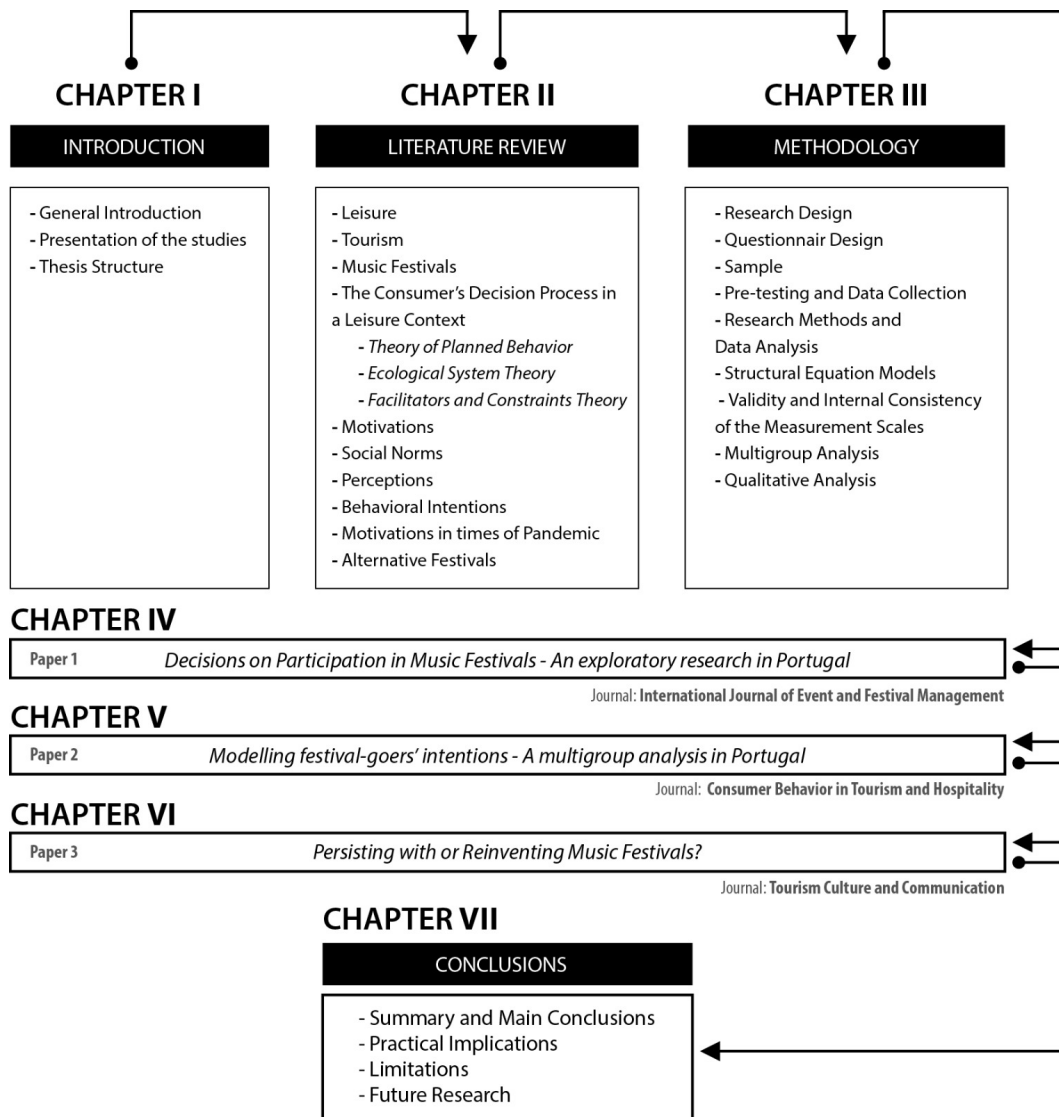 CHAPTER I
INTRODUCTION
- General Introduction
- Presentation of the studies
- Thesis Structure
CHAPTER II
LITERATURE REVIEW
- Leisure
- Tourism
- Music Festivals
- The Consumer's Decision Process in
a Leisure Context
- Theory of Planned Behavior
- Ecological System Theory
- Facilitators and Constraints Theory
- Motivations
- Social Norms
- Perceptions
- Behavioral Intentions
- Motivations in times of Pandemic
- Alternative Festivals
CHAPTER III
METHODOLOGY
- Research Design
- Questionnair Design
- Sample
- Pre-testing and Data Collection
- Research Methods and
Data Analysis
- Structural Equation Models
- Validity and Internal Consistency
of the Measurement Scales
- Multigroup Analysis
- Qualitative Analysis
CHAPTER IV
Paper 1 Decisions on Participation in Music Festivals - An exploratory research in Portugal
Journal: International Journal of Event and Festival Management
CHAPTER V
Paper 2 Modelling festival-goers' intentions - A multigroup analysis in Portugal
Journal: Consumer Behavior in Tourism and Hospitality
CHAPTER VI
Paper 3 Persisting with or Reinventing Music Festivals?
Journal: Tourism Culture and Communication
CHAPTER VII
CONCLUSIONS
- Summary and Main Conclusions
- Practical Implications
- Limitations
- Future Research